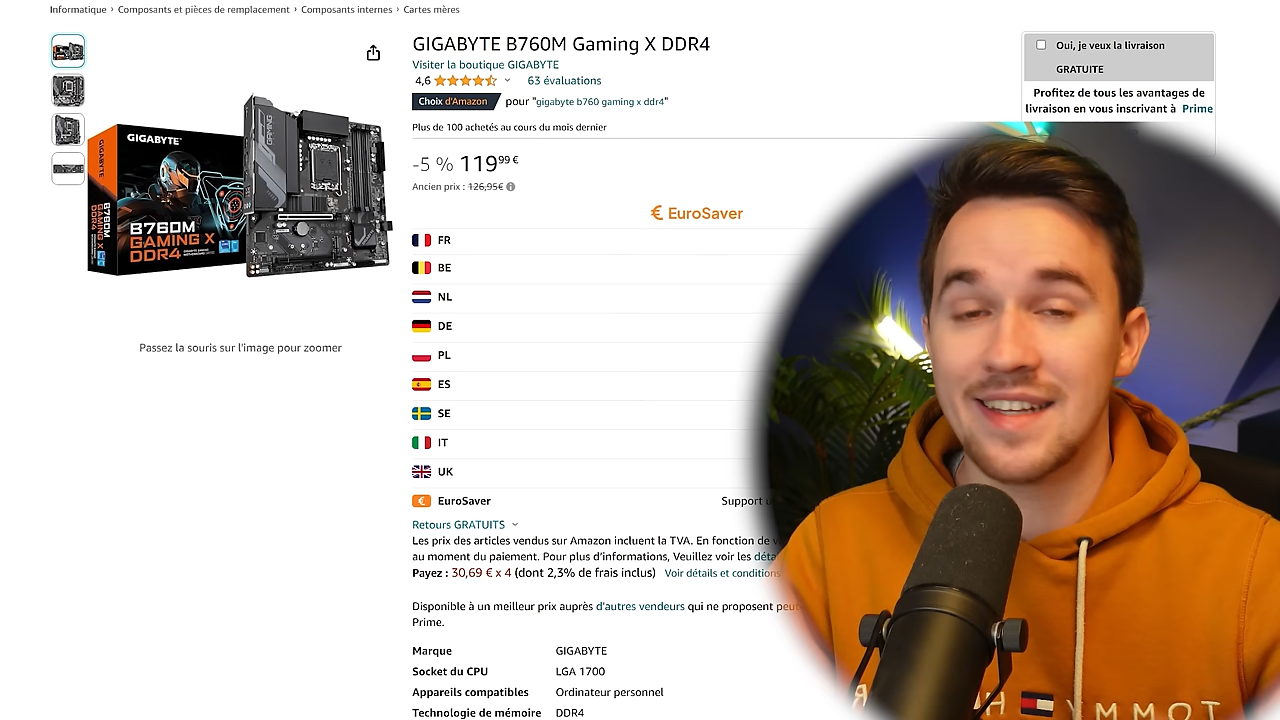 Informatique › Composants et pièces de remplacement › Composants internes › Cartes mères
GIGABYTE B760M Gaming X DDR4
Visiter la boutique GIGABYTE
4,6 63 évaluations
Choix d'Amazon pour "gigabyte b760 gaming x ddr4"
Plus de 100 achetés au cours du mois dernier
-5 % 119,99 €
Ancien prix : 126,95€
€ EuroSaver
FR
BE
NL
DE
PL
ES
SE
IT
UK
€ EuroSaver Support
Retours GRATUITS
Les prix des articles vendus sur Amazon incluent la TVA. En fonction de
au moment du paiement. Pour plus d'informations, Veuillez voir les
Payez : 30,69 € x 4 (dont 2,3% de frais inclus) Voir détails et conditions
Disponible à un meilleur prix auprès d'autres vendeurs qui ne proposent
Prime.
Marque GIGABYTE
Socket du CPU LGA 1700
Appareils compatibles Ordinateur personnel
Technologie de mémoire DDR4
Oui, je veux la livraison
GRATUITE
Profitez de tous les avantages de
livraison en vous inscrivant à Prime
GIGABYTE
GIGABYTE
B760M
GAMING X
DDR4
B760M
GAMING X
DDR4
GAMING
Passez la souris sur l'image pour zoomer